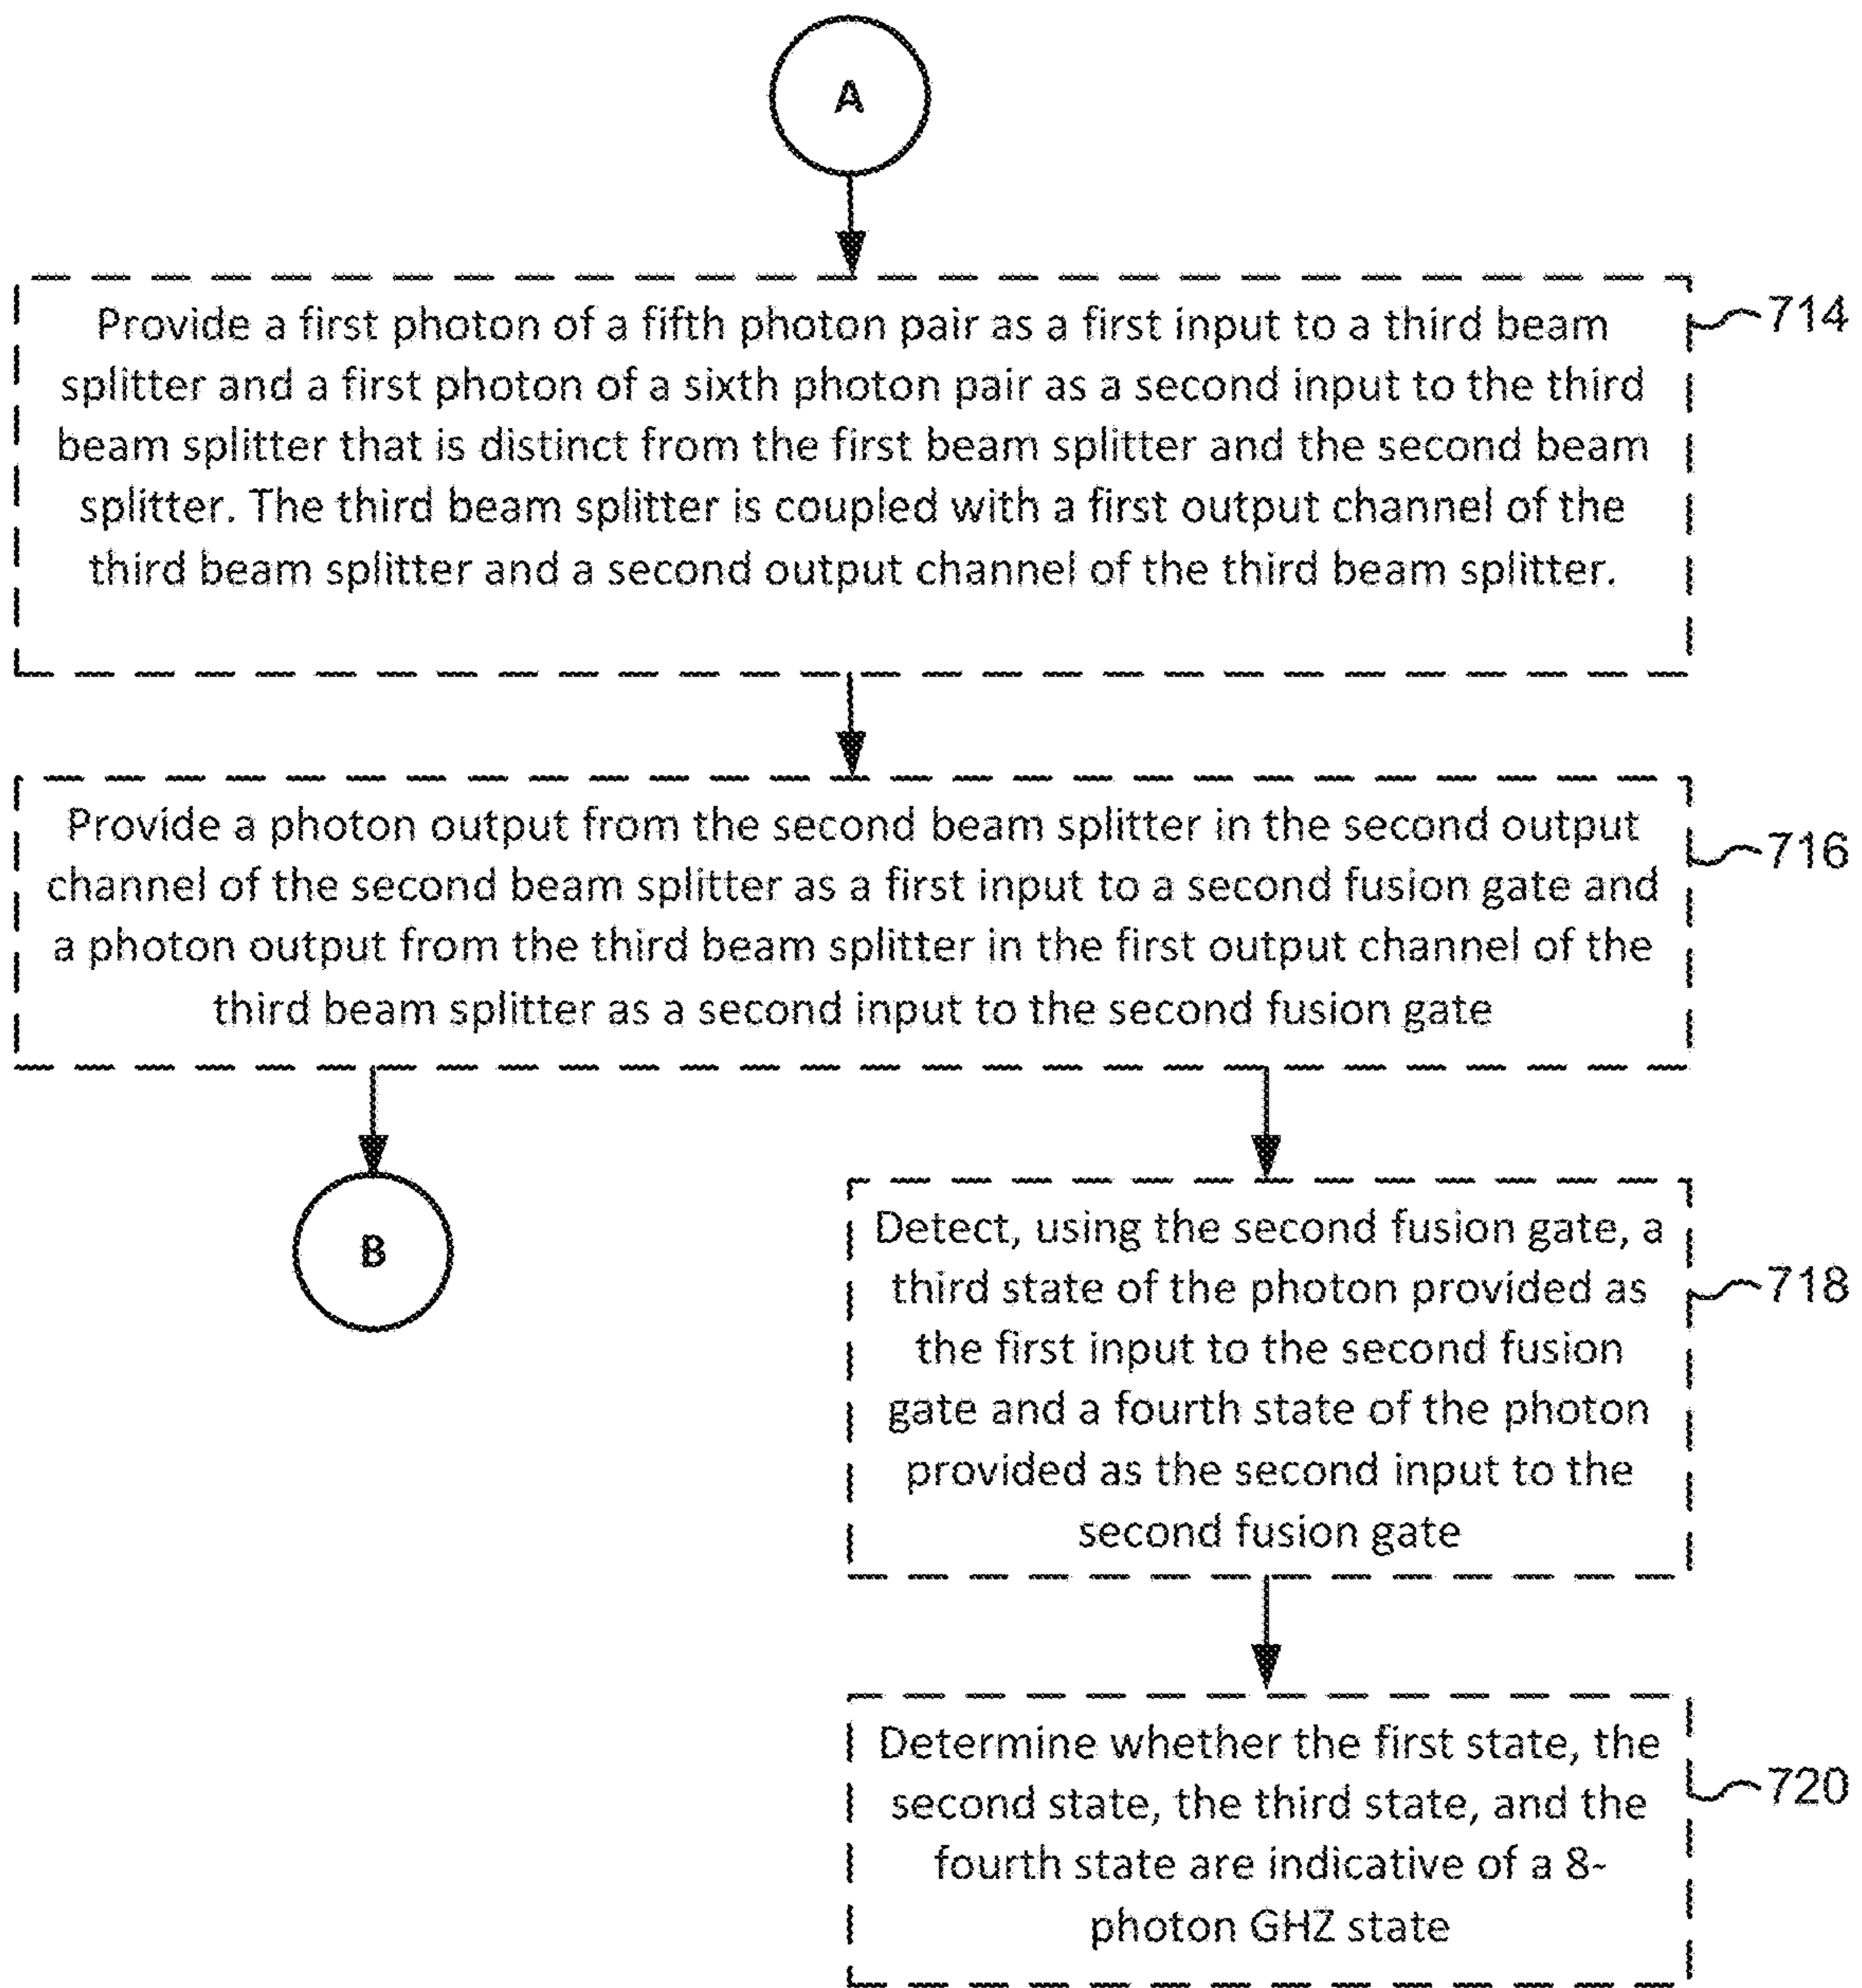 A
Provide a first photon of a fifth photon pair as a first input to a third beam
splitter and a first photon of a sixth photon pair as a second input to the third
beam splitter that is distinct from the first beam splitter and the second beam
splitter. The third beam splitter is coupled with a first output channel of the
third beam splitter and a second output channel of the third beam splitter.
714
Provide a photon output from the second beam splitter in the second output
channel of the second beam splitter as a first input to a second fusion gate and
a photon output from the third beam splitter in the first output channel of the
third beam splitter as a second input to the second fusion gate
716
B
Detect, using the second fusion gate, a
third state of the photon provided as
the first input to the second fusion
gate and a fourth state of the photon
provided as the second input to the
second fusion gate
718
Determine whether the first state, the
second state, the third state, and the
fourth state are indicative of a 8-
photon GHZ state
720